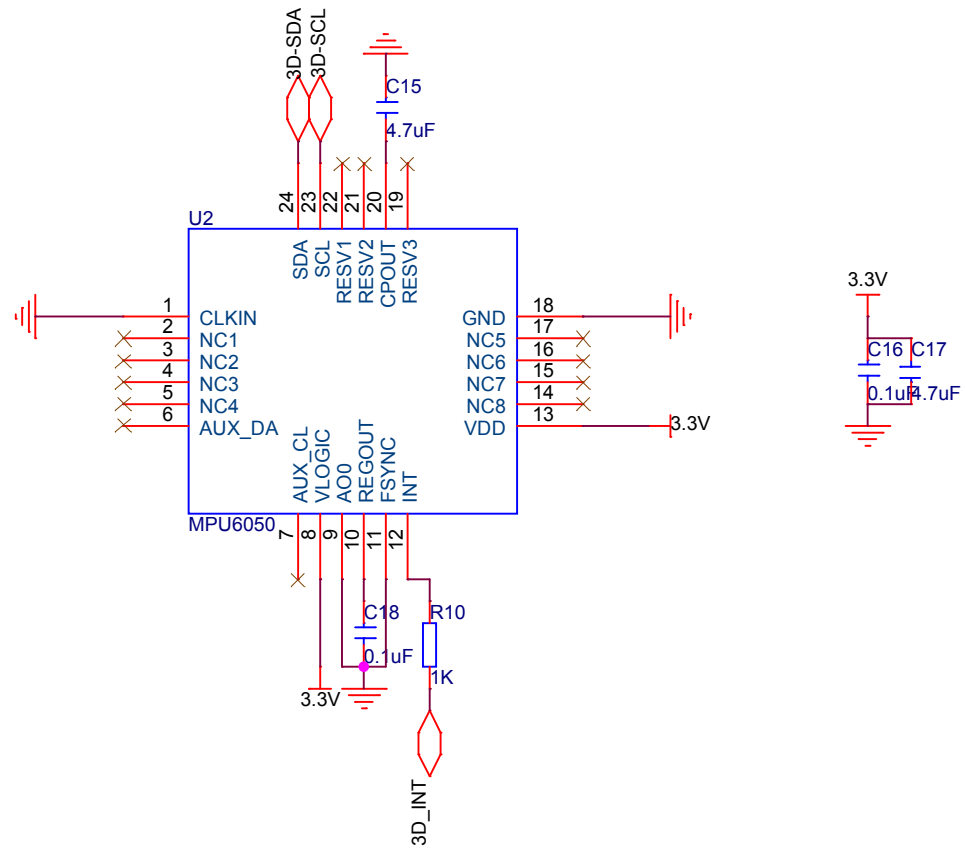 3D-SDA
3D-SCL
C15
4.7uF
24
23
22
21
20
19
U2
SDA
SCL
RESV1
RESV2
CPOUT
RESV3
1
CLKIN
2
NC1
3
NC2
4
NC3
5
NC4
6
AUX_DA
GND
18
NC5
17
NC6
16
NC7
15
NC8
14
VDD
13
3.3V
3.3V
C16
C17
0.1uF
4.7uF
AUX_CL
VLOGIC
AO0
REGOUT
FSYNC
INT
MPU6050
7
8
9
10
11
12
C18
0.1uF
R10
1K
3.3V
3D_INT